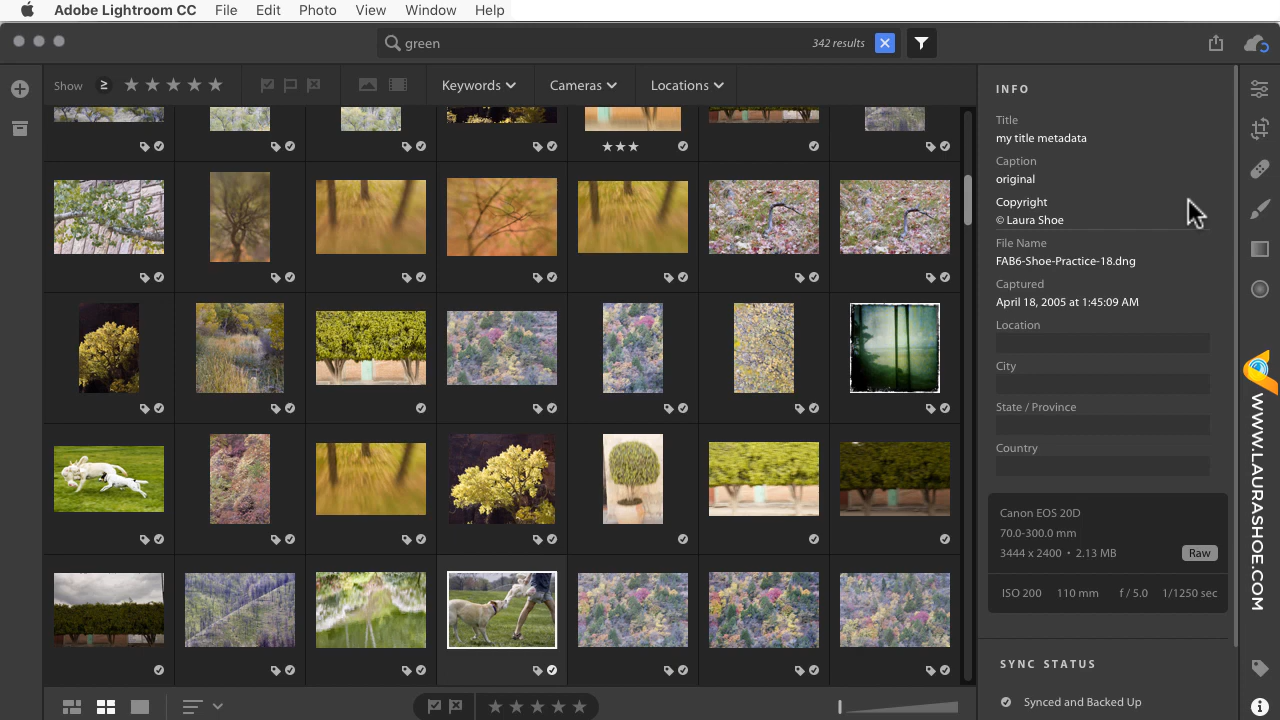 Adobe Lightroom CC File Edit Photo View Window Help
green 342 results
Show ≥ ★ ★ ★ ★ ★ Keywords Cameras Locations
★★★
INFO
Title
my title metadata
Caption
original
Copyright
© Laura Shoe
File Name
FAB6-Shoe-Practice-18.dng
Captured
April 18, 2005 at 1:45:09 AM
Location
City
State / Province
Country
Canon EOS 20D
70.0-300.0 mm
3444 x 2400 • 2.13 MB Raw
ISO 200 110 mm f / 5.0 1/1250 sec
SYNC STATUS
Synced and Backed Up
★ ★ ★ ★ ★
WWW.LAURASHOE.COM